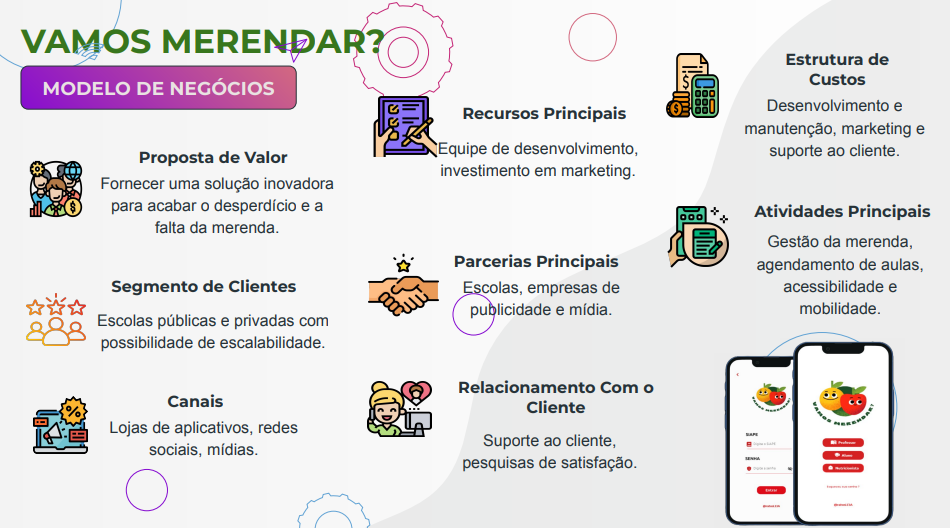 VAMOS MERENDAR?
MODELO DE NEGÓCIOS
Proposta de Valor
Fornecer uma solução inovadora
para acabar o desperdício e a
falta da merenda.
Segmento de Clientes
Escolas públicas e privadas com
possibilidade de escalabilidade.
Canais
Lojas de aplicativos, redes
sociais, mídias.
Recursos Principais
Equipe de desenvolvimento,
investimento em marketing.
Parcerias Principais
Escolas, empresas de
publicidade e mídia.
Relacionamento Com o
Cliente
Suporte ao cliente,
pesquisas de satisfação.
Estrutura de
Custos
Desenvolvimento e
manutenção, marketing e
suporte ao cliente.
Atividades Principais
Gestão da merenda,
agendamento de aulas,
acessibilidade e
mobilidade.
SIAPE
SENHA
Entrar
VAMOS MERENDAR?
Professor
Aluno
Nutricionista